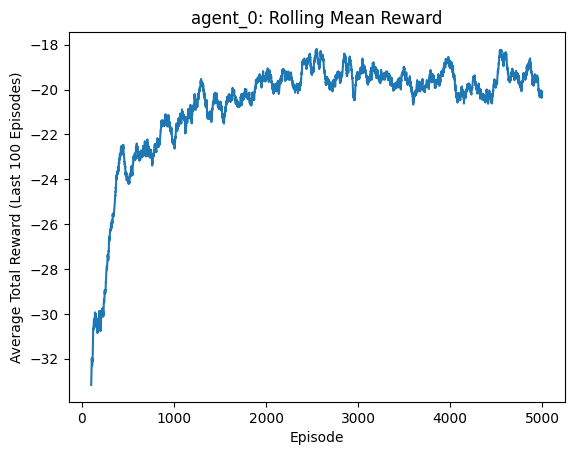 agent_0: Rolling Mean Reward
−18
−20
−22
−24
−26
−28
−30
−32
Average Total Reward (Last 100 Episodes)
0 1000 2000 3000 4000 5000
Episode